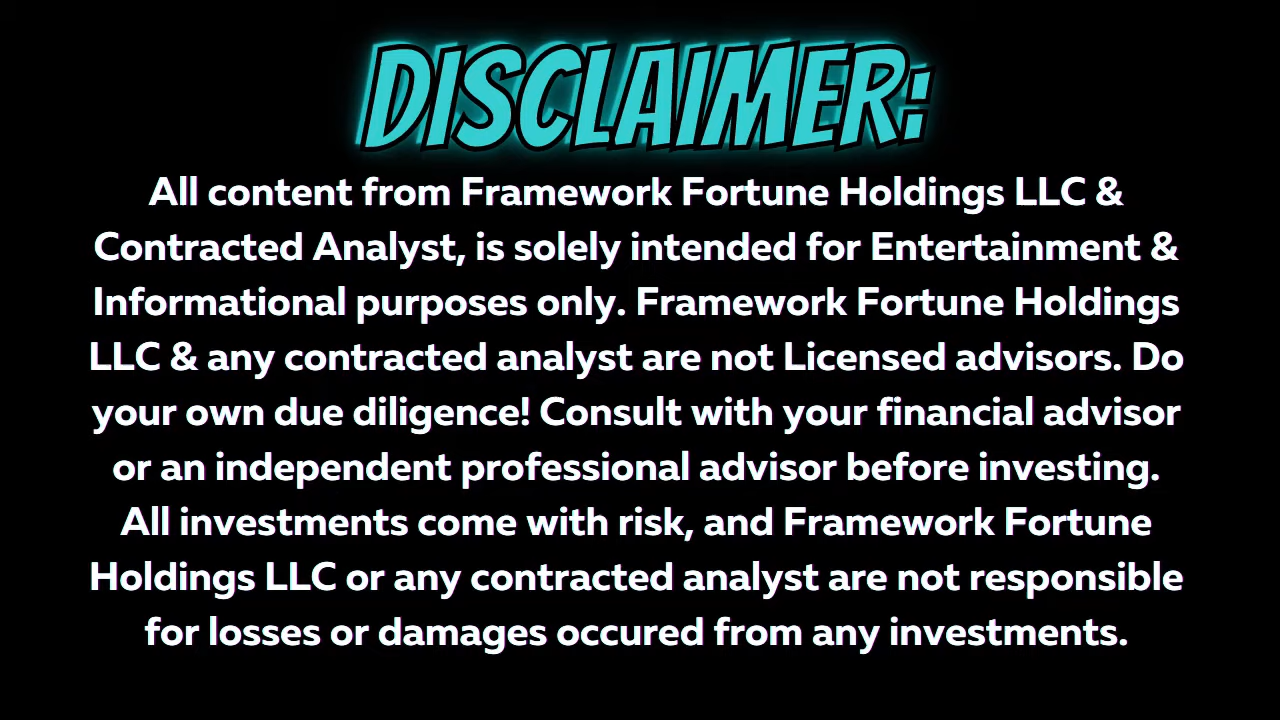 DISCLAIMER:
All content from Framework Fortune Holdings LLC &
Contracted Analyst, is solely intended for Entertainment &
Informational purposes only. Framework Fortune Holdings
LLC & any contracted analyst are not Licensed advisors. Do
your own due diligence! Consult with your financial advisor
or an independent professional advisor before investing.
All investments come with risk, and Framework Fortune
Holdings LLC or any contracted analyst are not responsible
for losses or damages occured from any investments.